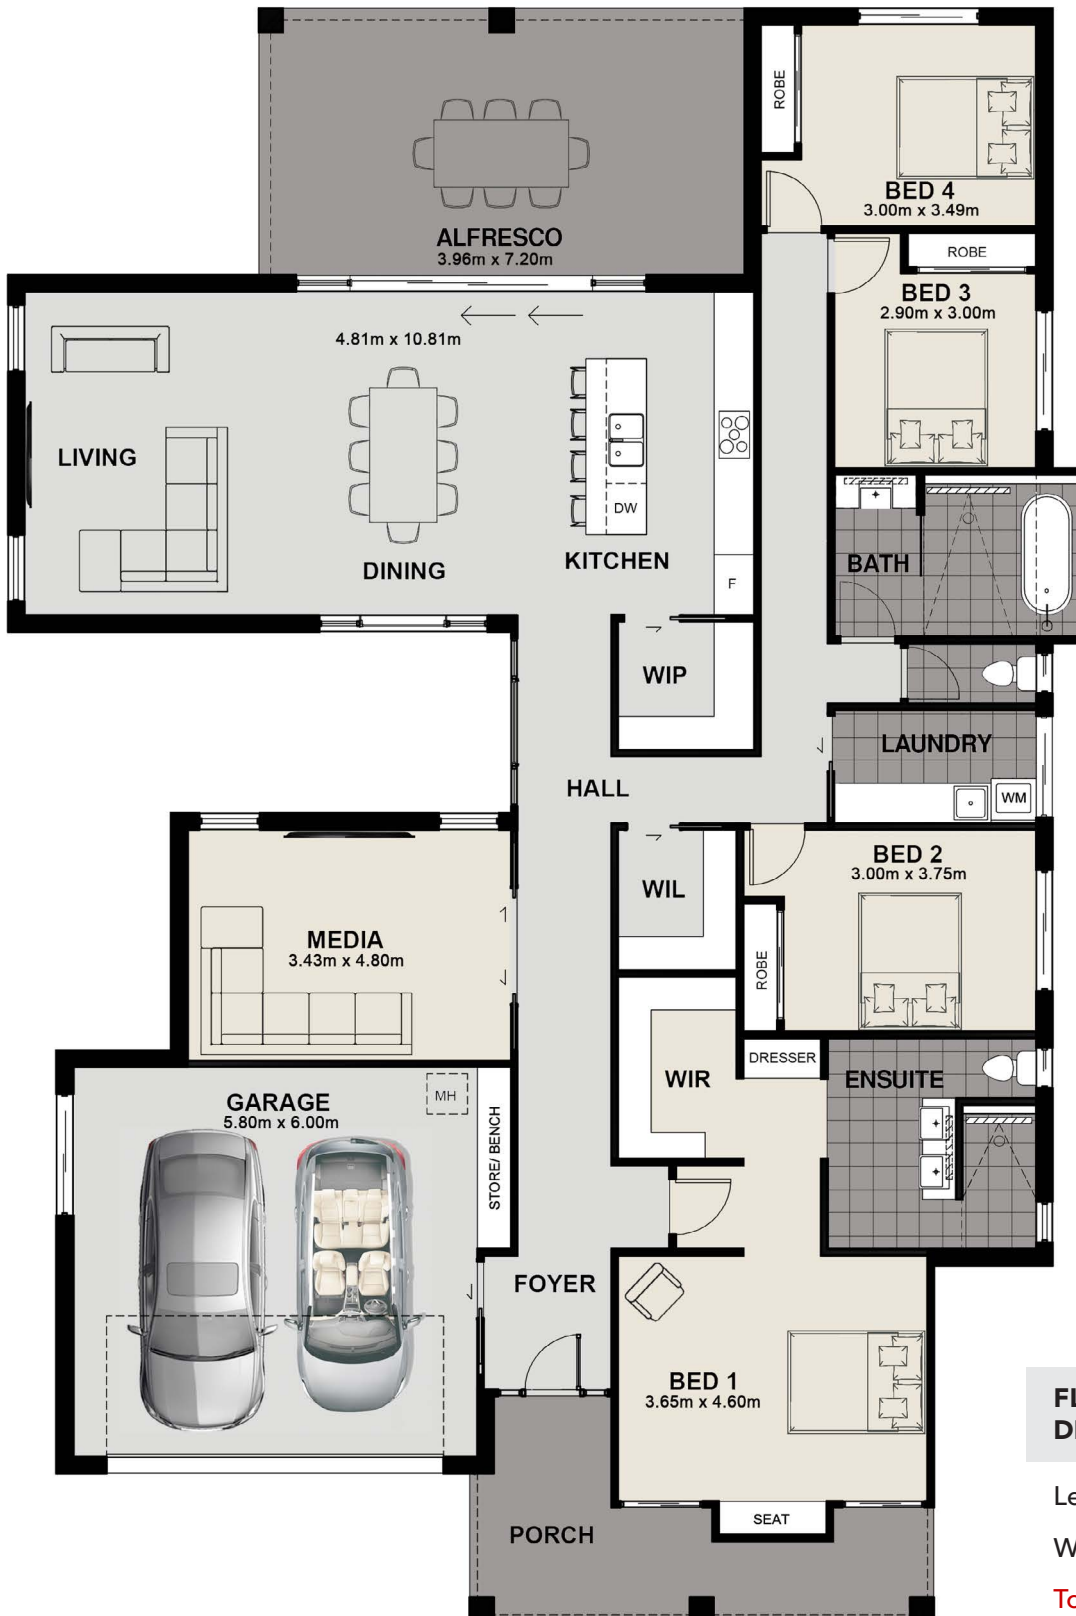 ROBE
BED 4
3.00m x 3.49m
ALFRESCO
3.96m x 7.20m
ROBE
BED 3
2.90m x 3.00m
4.81m x 10.81m
LIVING
DW
DINING
KITCHEN
F
BATH
WIP
LAUNDRY
WM
HALL
BED 2
3.00m x 3.75m
WIL
MEDIA
3.43m x 4.80m
ROBE
DRESSER
WIR
ENSUITE
MH
GARAGE
5.80m x 6.00m
STORE/ BENCH
FOYER
BED 1
3.65m x 4.60m
SEAT
PORCH